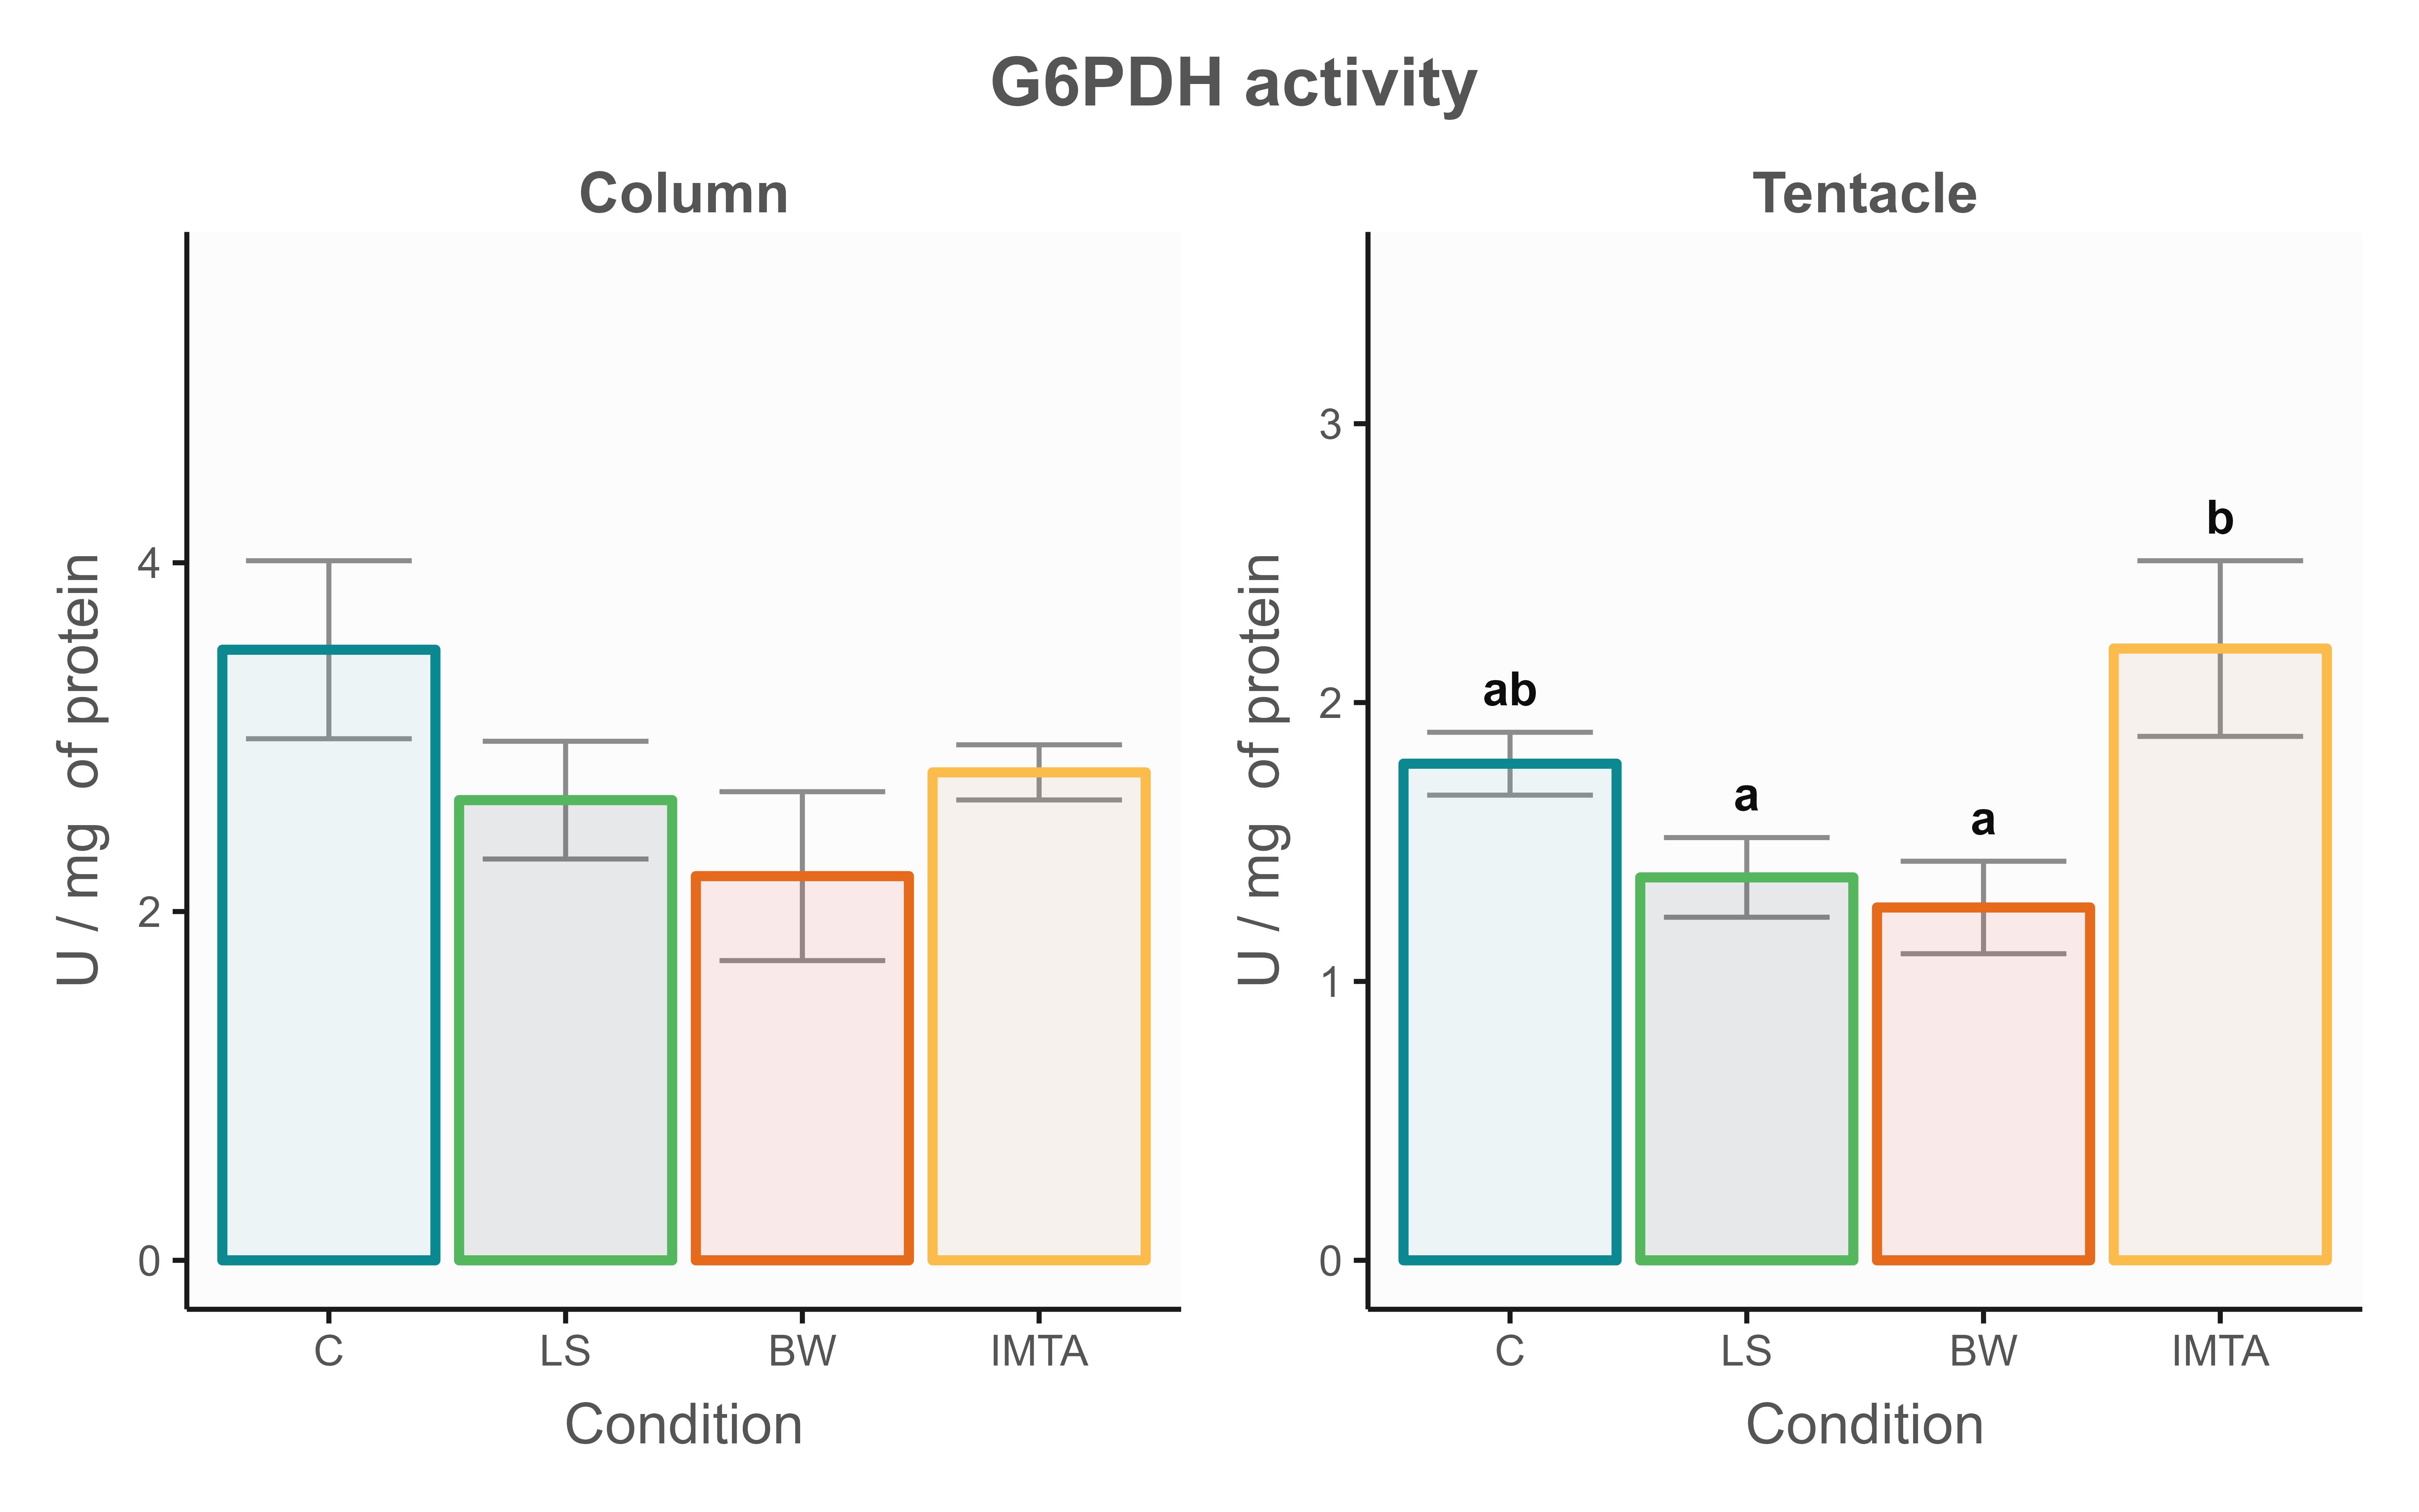 G6PDH activity
Column
U / mg  of protein
4
2
0
C
LS
BW
IMTA
Condition
Tentacle
U / mg  of protein
3
2
1
0
ab
a
a
b
C
LS
BW
IMTA
Condition